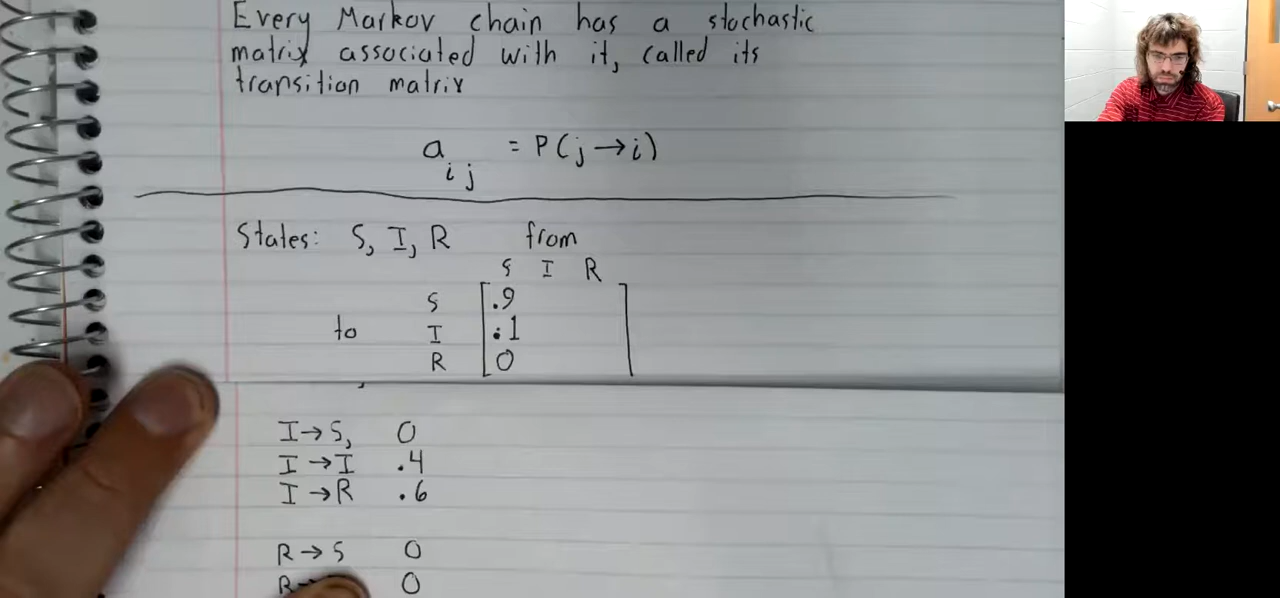 Every Markov chain has a stochastic
matrix associated with it, called its
transition matrix
a_ij = P(j→i)
States: S, I, R from
S I R
S .9
to I .1
R 0
I→S, 0
I→I .4
I→R .6
R→S 0
R→ 0